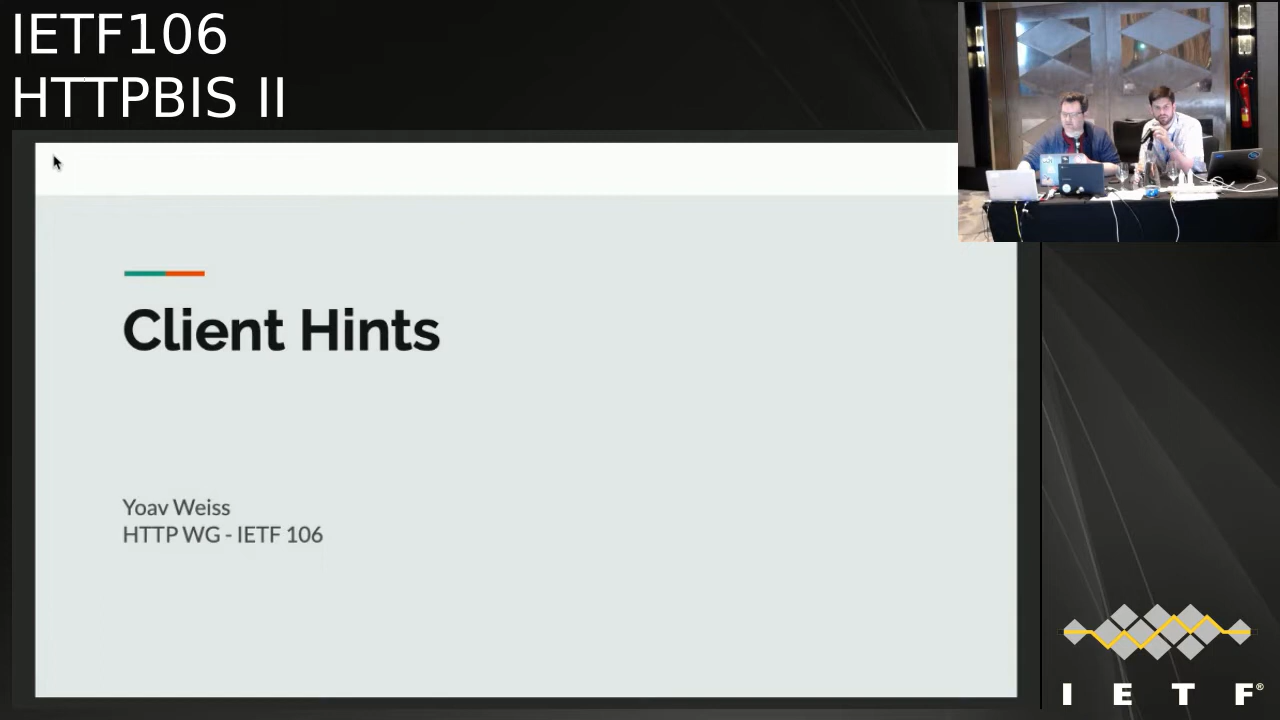 IETF106
HTTPBIS II
Client Hints
Yoav Weiss
HTTP WG - IETF 106
I E T F®